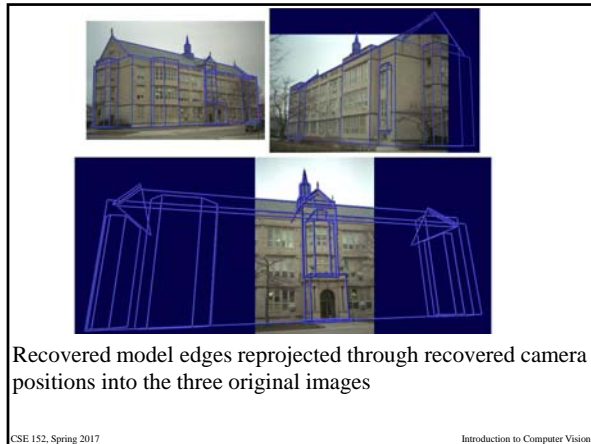 Recovered model edges reprojected through recovered camera
positions into the three original images
CSE 152, Spring 2017
Introduction to Computer Vision